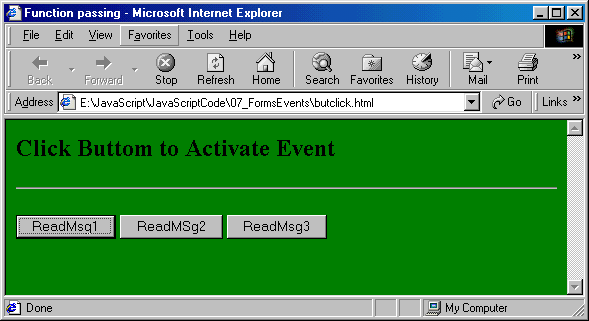 Function passing - Microsoft Internet Explorer
File Edit View Favorites Tools Help
Back Forward Stop Refresh Home Search Favorites History Mail Print »
Address E:\JavaScript\JavaScriptCode\07_FormsEvents\butclick.html Go Links »
Click Buttom to Activate Event
ReadMsg1 ReadMSg2 ReadMsg3
Done My Computer